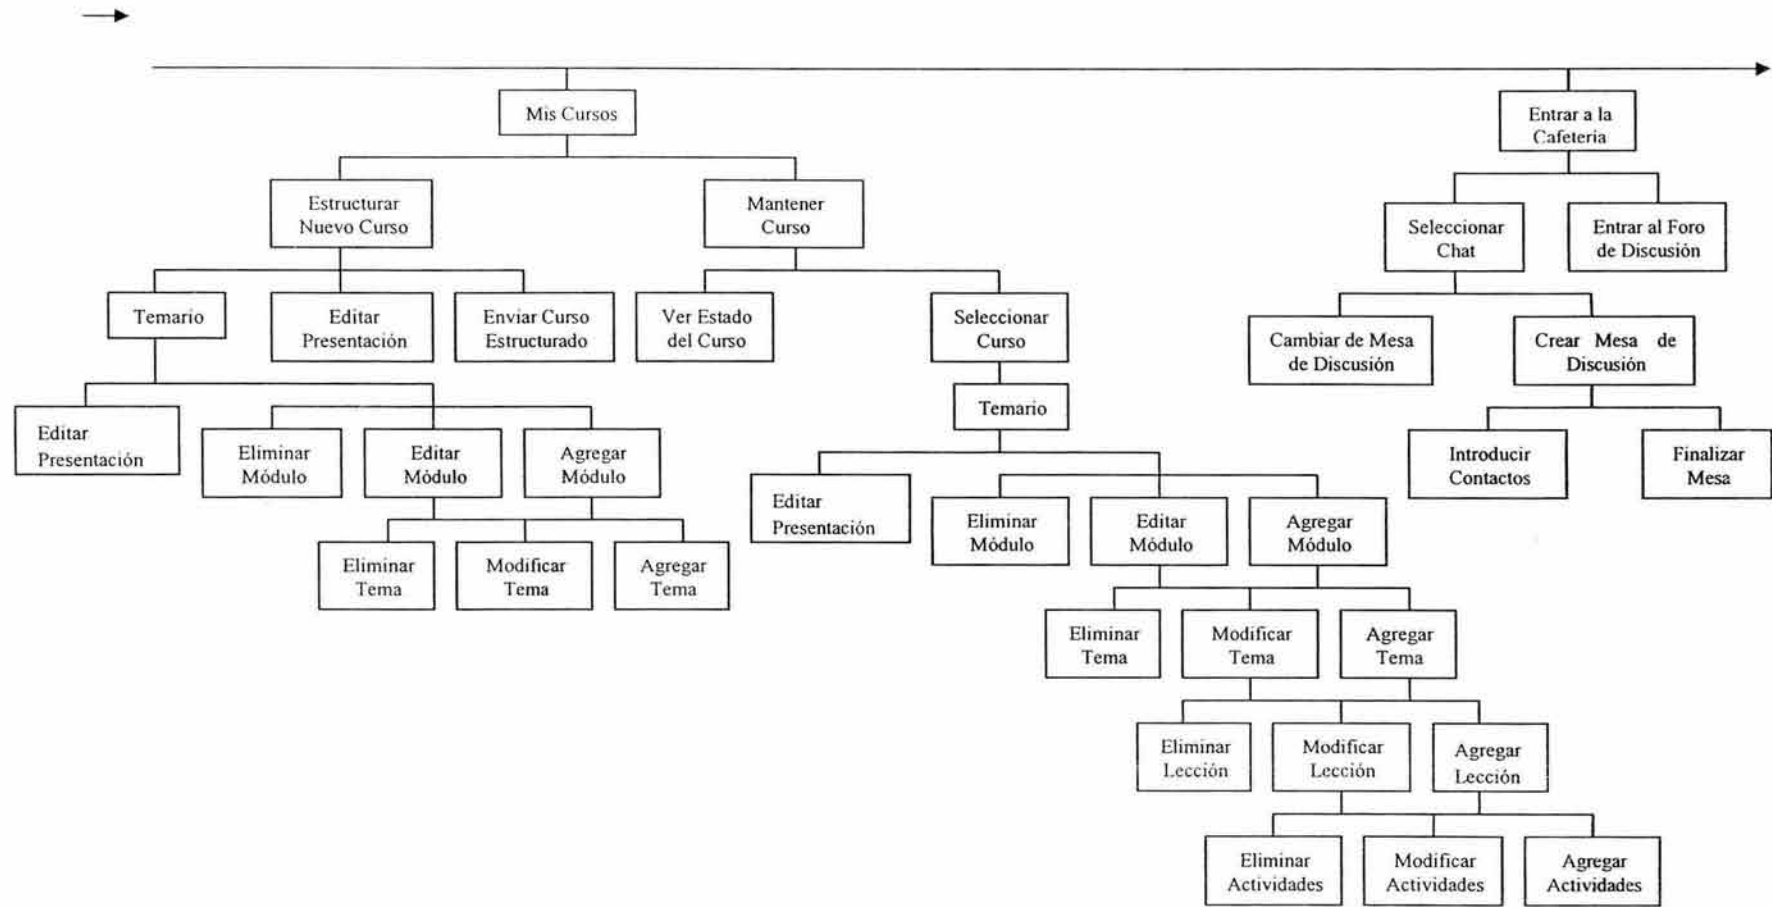 Mis Cursos
Entrar a la
Cafeteria
Estructurar
Nuevo Curso
Mantener
Curso
Seleccionar
Chat
Entrar al Foro
de Discusión
Temario
Editar
Presentación
Enviar Curso
Estructurado
Ver Estado
del Curso
Seleccionar
Curso
Cambiar de Mesa
de Discusión
Crear Mesa de
Discusión
Temario
Editar
Presentación
Eliminar
Módulo
Editar
Módulo
Agregar
Módulo
Introducir
Contactos
Finalizar
Mesa
Editar
Presentación
Eliminar
Módulo
Editar
Módulo
Agregar
Módulo
Eliminar
Tema
Modificar
Tema
Agregar
Tema
Eliminar
Tema
Modificar
Tema
Agregar
Tema
Eliminar
Lección
Modificar
Lección
Agregar
Lección
Eliminar
Actividades
Modificar
Actividades
Agregar
Actividades